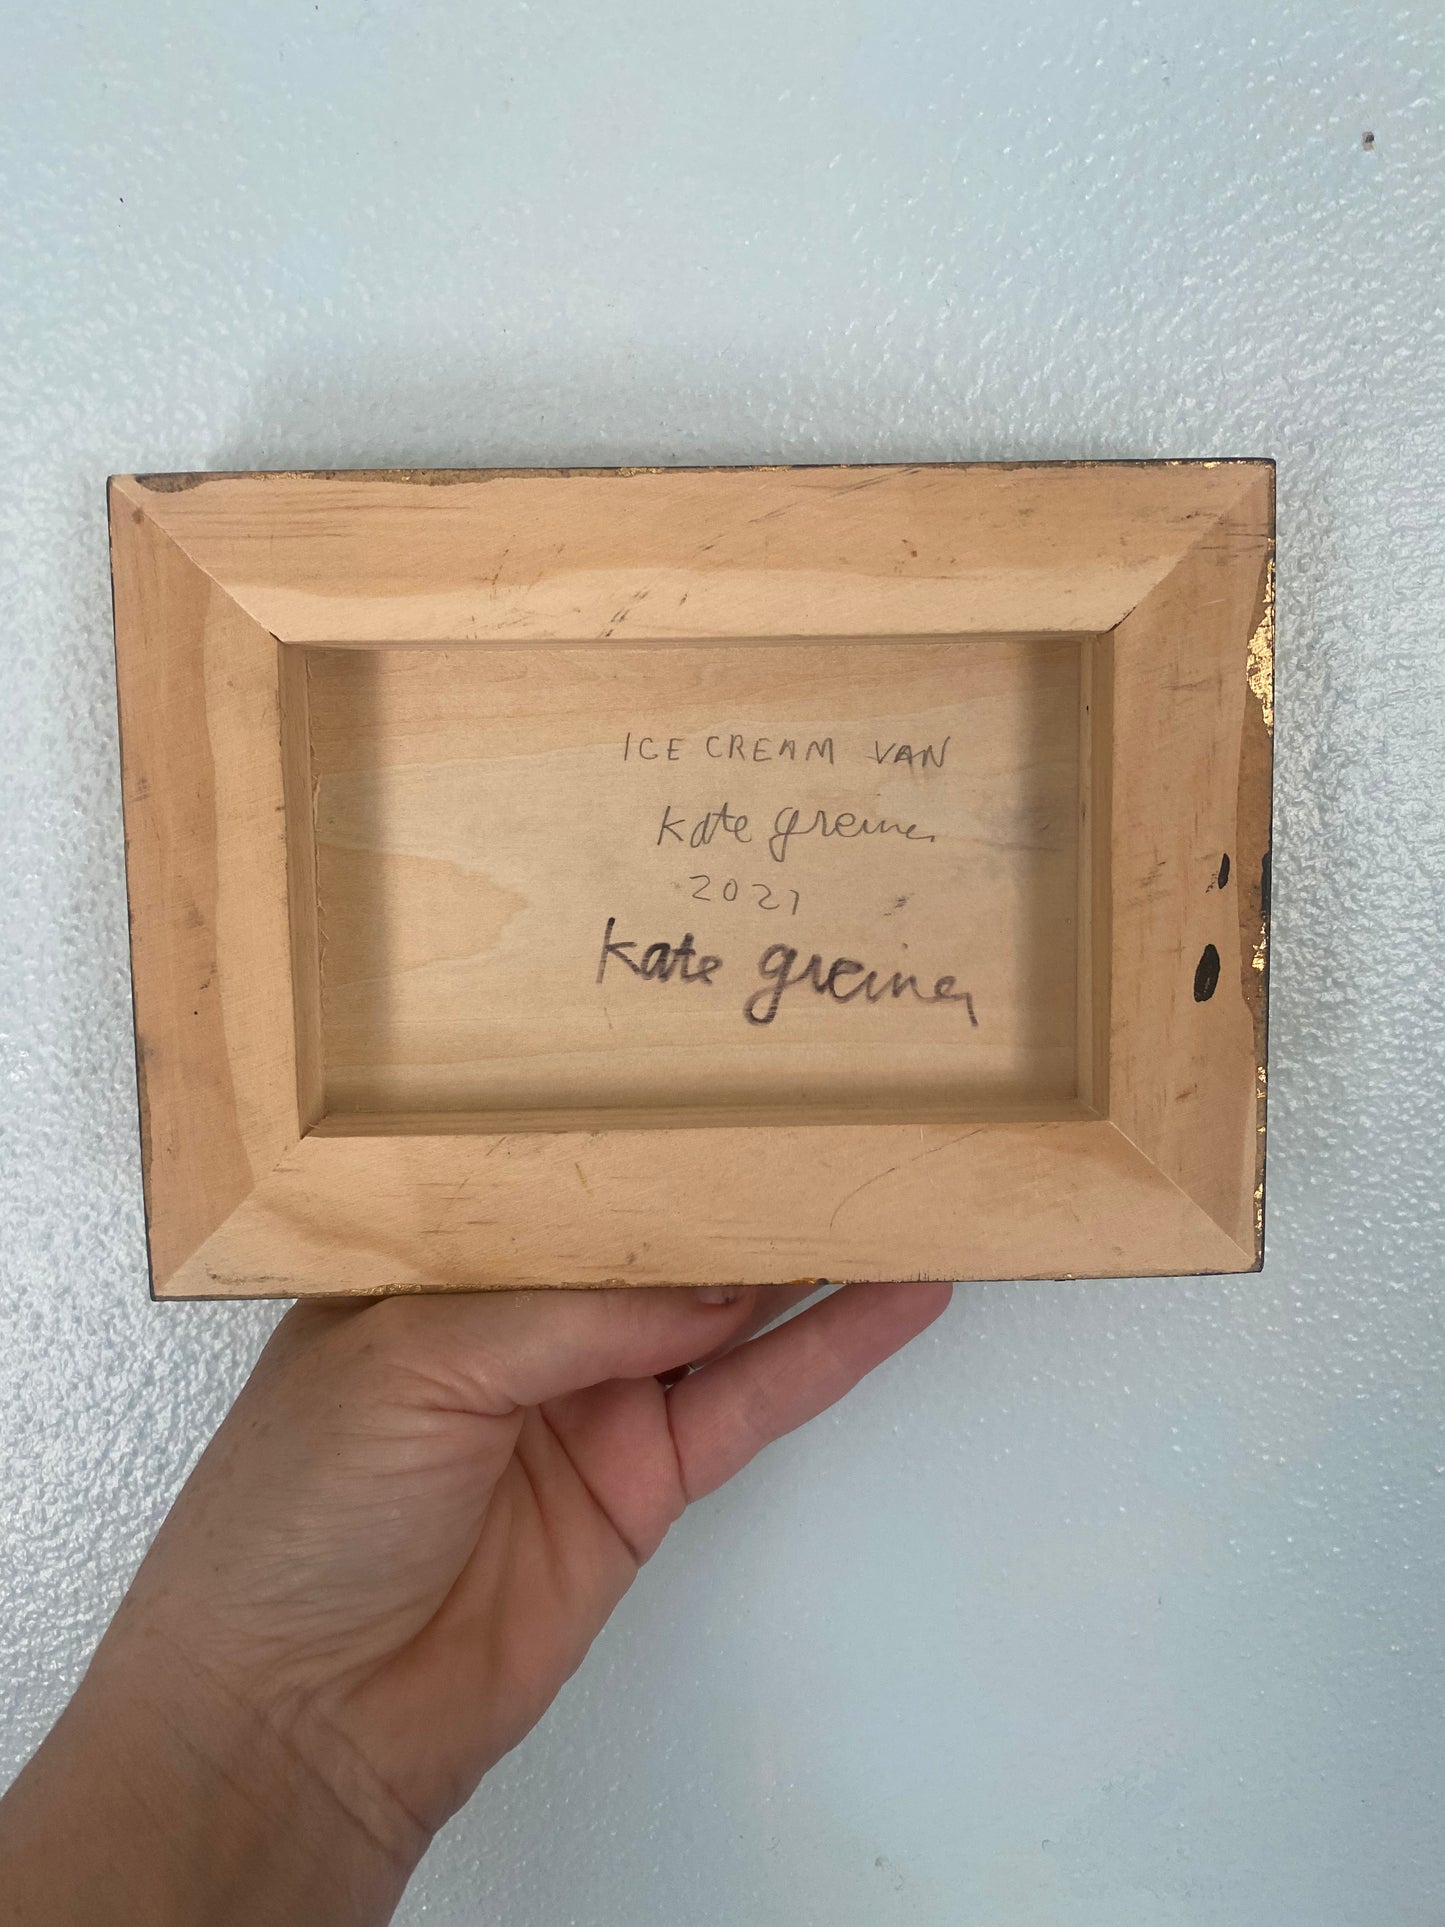 ICE CREAM VAN
Kate greiner
2021
Kate greiner